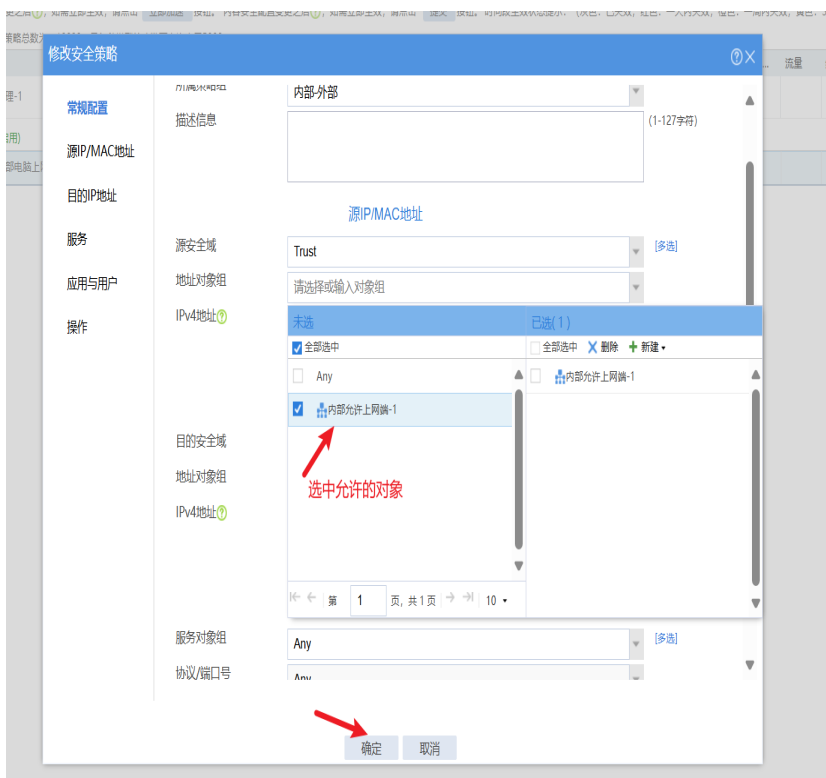 修改安全策略
流量
理-1
常规配置
源IP/MAC地址
目的IP地址
服务
应用与用户
操作
所属策略组
内部-外部
描述信息
(1-127字符)
源IP/MAC地址
源安全域
Trust
[多选]
地址对象组
请选择或输入对象组
IPv4地址
未选
已选(1)
全部选中
全部选中 删除 新建
Any
内部允许上网端-1
内部允许上网端-1
选中允许的对象
目的安全域
地址对象组
IPv4地址
第 1 页, 共1页 10
服务对象组
Any
[多选]
协议/端口号
Any
确定
取消